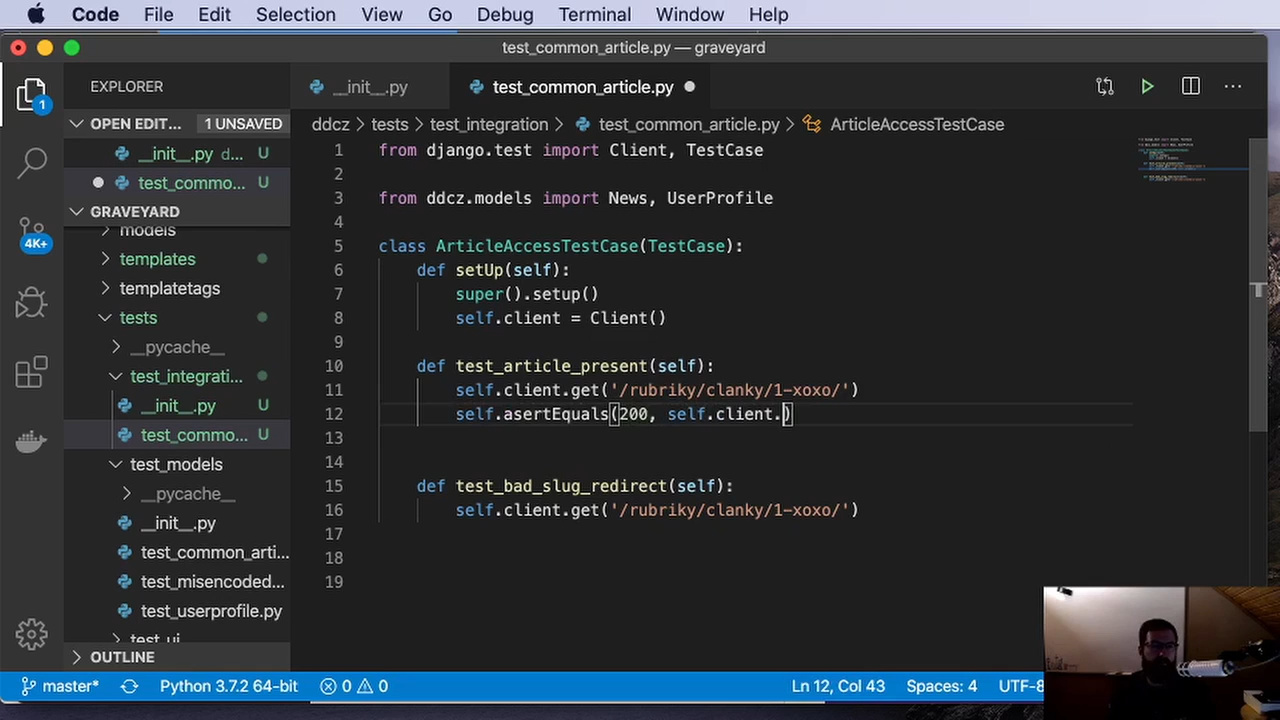 Code File Edit Selection View Go Debug Terminal Window Help
test_common_article.py — graveyard
EXPLORER
__init__.py
test_common_article.py
OPEN EDIT... 1 UNSAVED
ddcz > tests > test_integration > test_common_article.py > ArticleAccessTestCase
__init__.py d... U
test_commo... U
GRAVEYARD
models
templates
templatetags
tests
__pycache__
test_integrati...
__init__.py U
test_commo... U
test_models
__pycache__
__init__.py
test_common_arti...
test_misencoded...
test_userprofile.py
test_ui
OUTLINE
1
4K+
1 from django.test import Client, TestCase
2
3 from ddcz.models import News, UserProfile
4
5 class ArticleAccessTestCase(TestCase):
6 def setUp(self):
7 super().setup()
8 self.client = Client()
9
10 def test_article_present(self):
11 self.client.get('/rubriky/clanky/1-xoxo/')
12 self.asertEquals(200, self.client.)
13
14
15 def test_bad_slug_redirect(self):
16 self.client.get('/rubriky/clanky/1-xoxo/')
17
18
19
master* Python 3.7.2 64-bit 0 0 Ln 12, Col 43 Spaces: 4 UTF-8